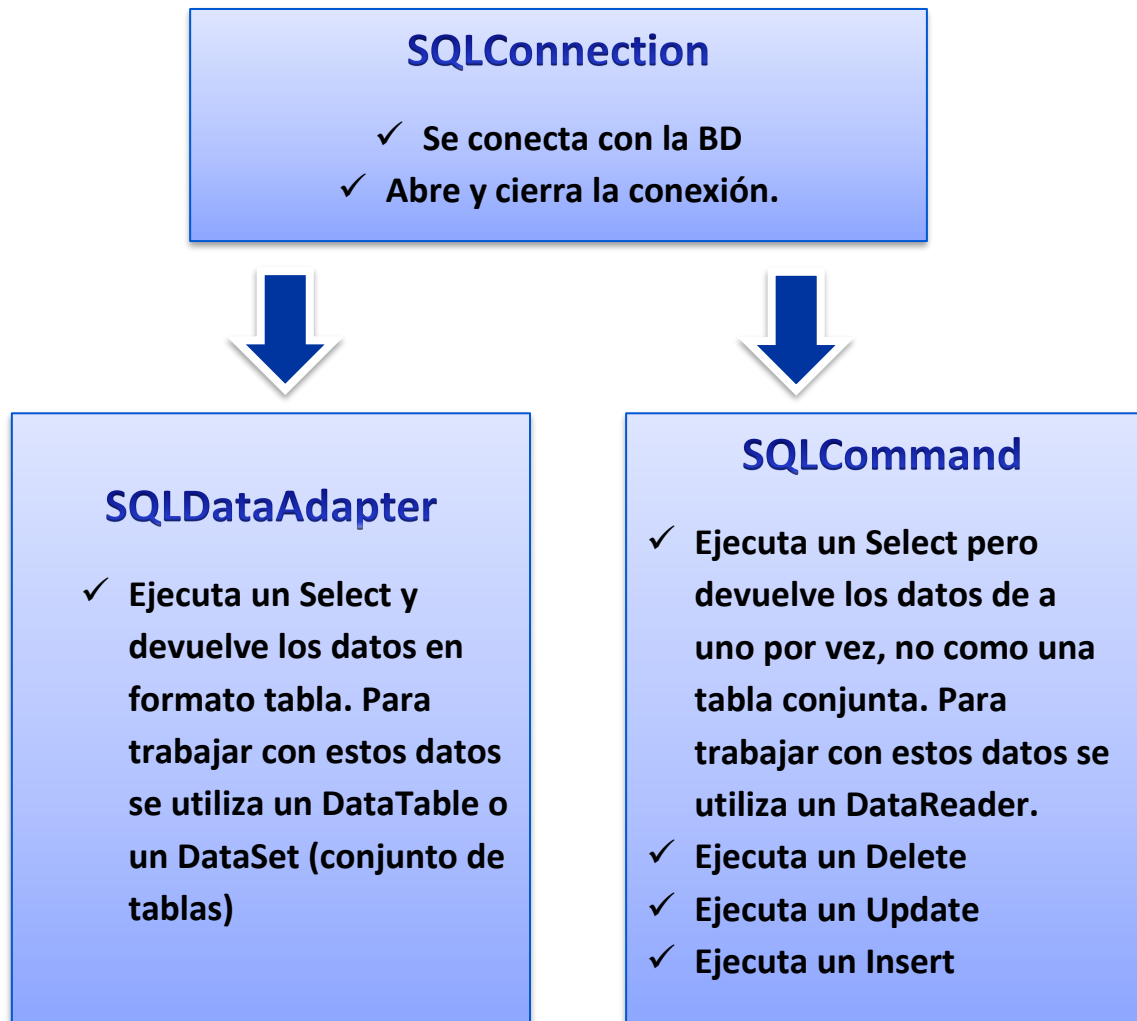 SQLConnection
✓ Se conecta con la BD
✓ Abre y cierra la conexión.
SQLDataAdapter
✓ Ejecuta un Select y
devuelve los datos en
formato tabla. Para
trabajar con estos datos
se utiliza un DataTable o
un DataSet (conjunto de
tablas)
SQLCommand
✓ Ejecuta un Select pero
devuelve los datos de a
uno por vez, no como una
tabla conjunta. Para
trabajar con estos datos se
utiliza un DataReader.
✓ Ejecuta un Delete
✓ Ejecuta un Update
✓ Ejecuta un Insert